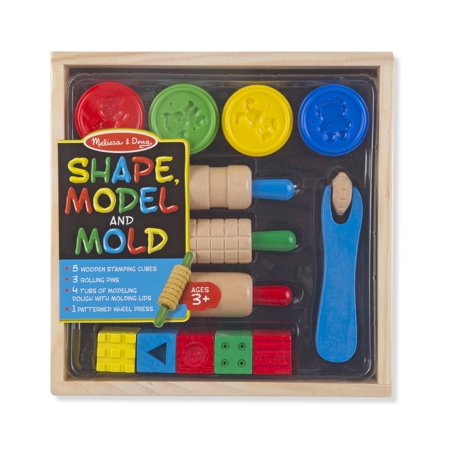 Melissa & Doug
SHAPE,
MODEL
AND
MOLD
• 5 WOODEN STAMPING CUBES
• 3 ROLLING PINS
• 4 TUBS OF MODELING
DOUGH WITH MOLDING LIDS
• 1 PATTERNED WHEEL PRESS
AGES
3+